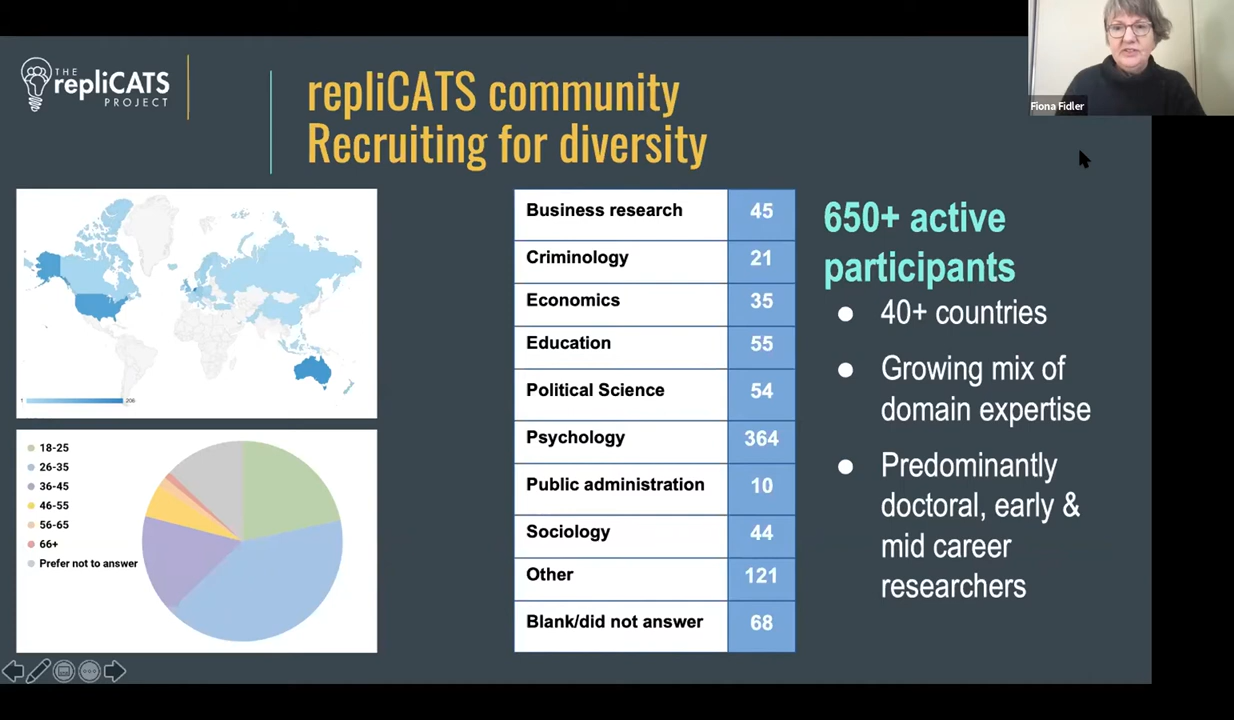 THE
repliCATS
PROJECT
repliCATS community
Recruiting for diversity
Fiona Fidler
1
206
18-25
26-35
36-45
46-55
56-65
66+
Prefer not to answer
Business research 45
Criminology 21
Economics 35
Education 55
Political Science 54
Psychology 364
Public administration 10
Sociology 44
Other 121
Blank/did not answer 68
650+ active
participants
● 40+ countries
● Growing mix of
domain expertise
● Predominantly
doctoral, early &
mid career
researchers